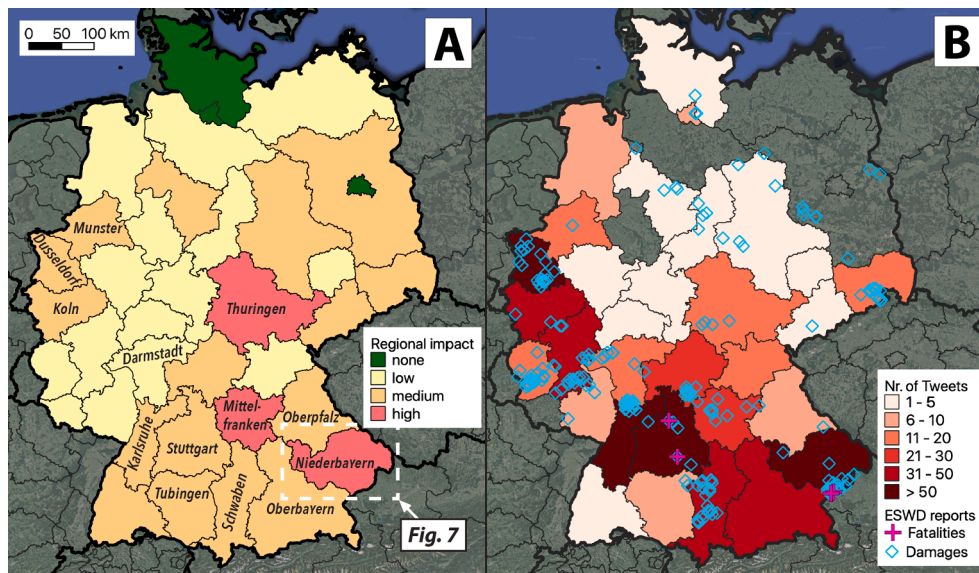 0 50 100 km
A
Munster
Dusseldorf
Koln
Thuringen
Darmstadt
Regional impact
none
low
medium
high
Mittel-
franken
Oberpfalz
Karlsruhe
Stuttgart
Niederbayern
Tubingen
Schwaben
Oberbayern
Fig. 7
B
Nr. of Tweets
1 - 5
6 - 10
11 - 20
21 - 30
31 - 50
> 50
ESWD reports
Fatalities
Damages